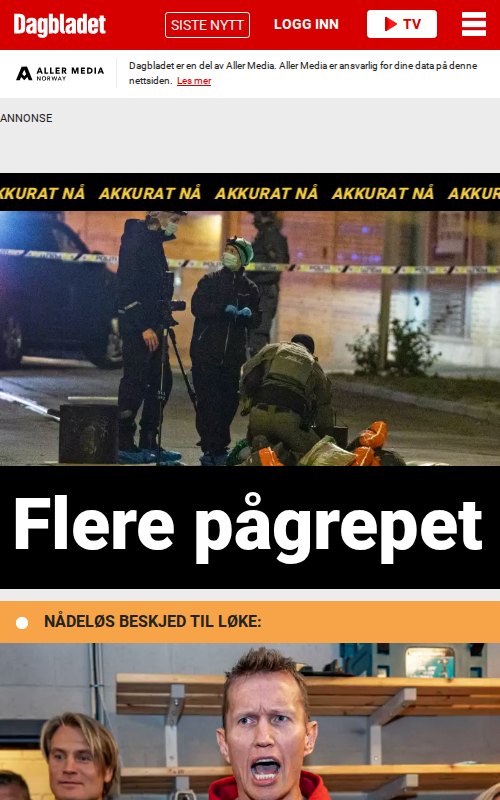 Dagbladet
SISTE NYTT
LOGG INN
TV
ALLER MEDIA
NORWAY
Dagbladet er en del av Aller Media. Aller Media er ansvarlig for dine data på denne
nettsiden. Les mer
ANNONSE
AKKURAT NÅ AKKURAT NÅ AKKURAT NÅ AKKURAT NÅ
Flere pågrepet
NÅDELØS BESKJED TIL LØKE: